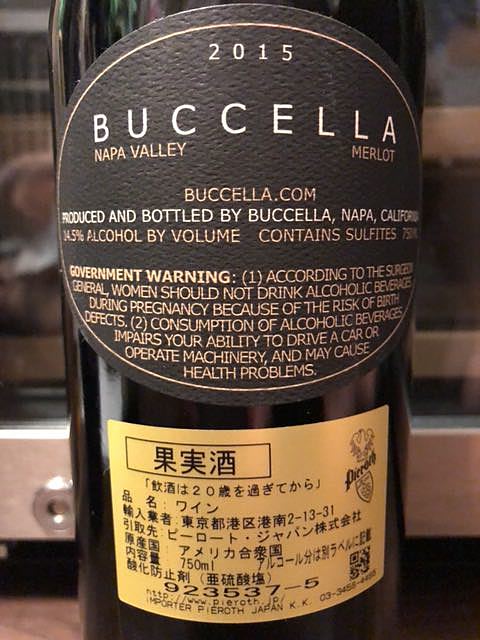 2015
BUCCELLA
NAPA VALLEY MERLOT
BUCCELLA.COM
PRODUCED AND BOTTLED BY BUCCELLA, NAPA, CALIFORNIA
14.5% ALCOHOL BY VOLUME CONTAINS SULFITES 750
GOVERNMENT WARNING: (1) ACCORDING TO THE SURGEON
GENERAL, WOMEN SHOULD NOT DRINK ALCOHOLIC BEVERAGES
DURING PREGNANCY BECAUSE OF THE RISK OF BIRTH
DEFECTS. (2) CONSUMPTION OF ALCOHOLIC BEVERAGES
IMPAIRS YOUR ABILITY TO DRIVE A CAR OR
OPERATE MACHINERY, AND MAY CAUSE
HEALTH PROBLEMS.
果実酒
Pieroth
「飲酒は20歳を過ぎてから」
品名:ワイン
輸入業者:東京都港区港南2-13-31
引取先:ピーロート・ジャパン株式会社
原産国:アメリカ合衆国
内容量 750ml アルコール分は別ラベルに記載
酸化防止剤(亜硫酸塩)
923537-5
http://www.pieroth.jp/
IMPORTER PIEROTH JAPAN K.K.